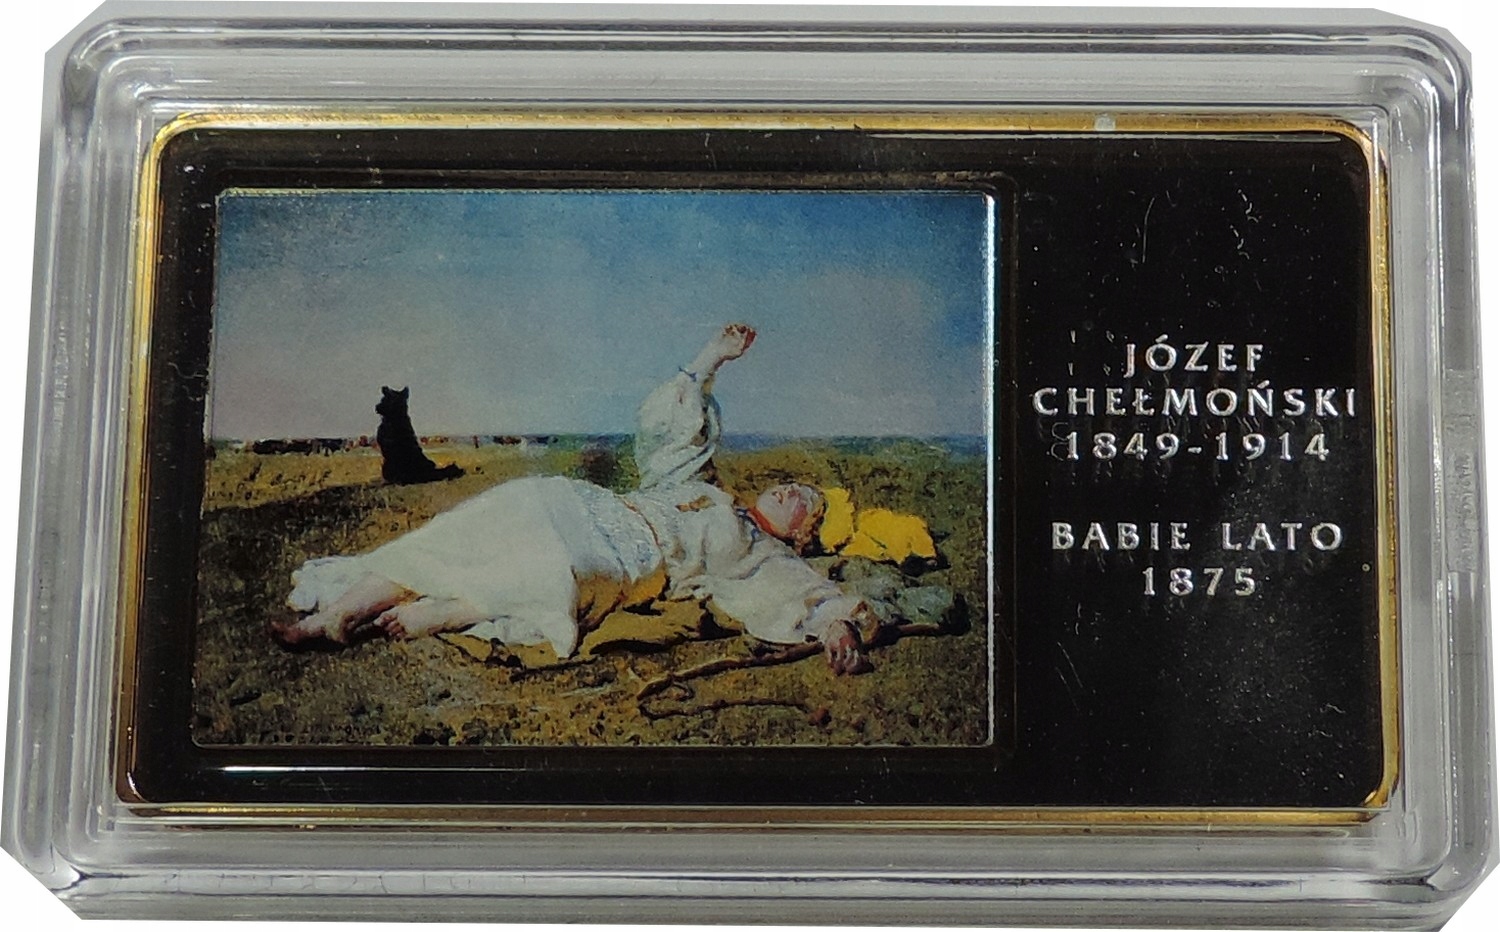 JÓZEF
CHEŁMOŃSKI
1849-1914
BABIE LATO
1875